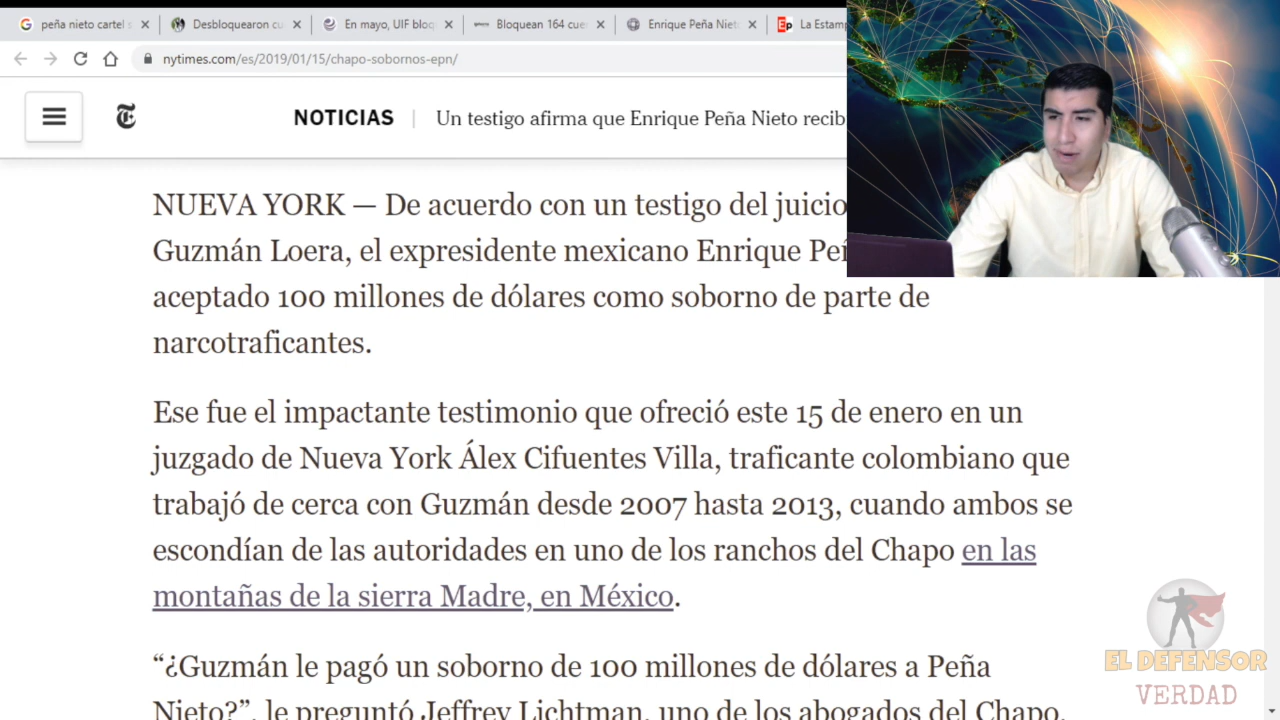 peña nieto cartel s
Desbloquearon cu
En mayo, UIF bloq
Bloquean 164 cue
Enrique Peña Niet
Ep La Estamp
nytimes.com/es/2019/01/15/chapo-sobornos-epn/
NOTICIAS | Un testigo afirma que Enrique Peña Nieto recib
NUEVA YORK — De acuerdo con un testigo del juicio
Guzmán Loera, el expresidente mexicano Enrique Peñ
aceptado 100 millones de dólares como soborno de parte de
narcotraficantes.
Ese fue el impactante testimonio que ofreció este 15 de enero en un
juzgado de Nueva York Álex Cifuentes Villa, traficante colombiano que
trabajó de cerca con Guzmán desde 2007 hasta 2013, cuando ambos se
escondían de las autoridades en uno de los ranchos del Chapo en las
montañas de la sierra Madre, en México.
“¿Guzmán le pagó un soborno de 100 millones de dólares a Peña
Nieto?”, le preguntó Jeffrey Lichtman, uno de los abogados del Chapo.
EL DEFENSOR
VERDAD